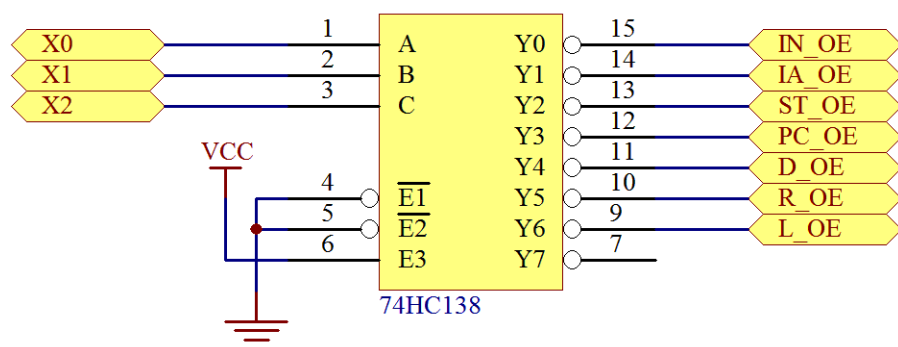 X0 1 A Y0 15 IN_OE
X1 2 B Y1 14 IA_OE
X2 3 C Y2 13 ST_OE
Y3 12 PC_OE
VCC
Y4 11 D_OE
4 E1 Y5 10 R_OE
5 E2 Y6 9 L_OE
6 E3 Y7 7
74HC138